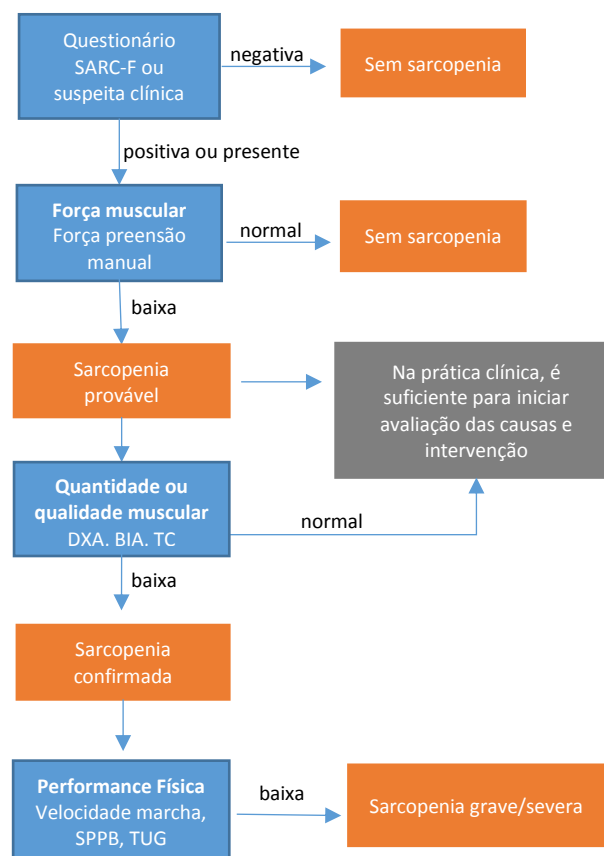 Questionário
SARC-F ou
suspeita clínica
negativa
Sem sarcopenia
positiva ou presente
Força muscular
Força preensão
manual
normal
Sem sarcopenia
baixa
Sarcopenia
provável
Na prática clínica, é
suficiente para iniciar
avaliação das causas e
intervenção
Quantidade ou
qualidade muscular
DXA. BIA. TC
normal
baixa
Sarcopenia
confirmada
Performance Física
Velocidade marcha,
SPPB, TUG
baixa
Sarcopenia grave/severa